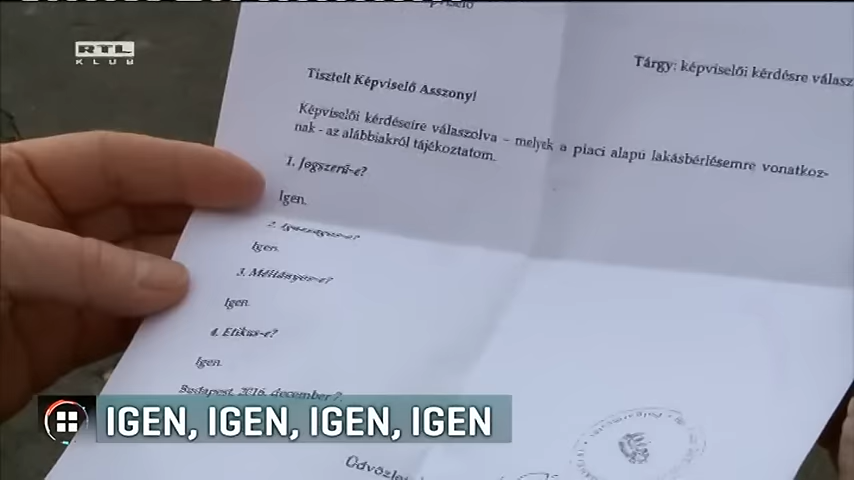 RTL
KLUB
Tárgy: képviselői kérdésre válasz
Tisztelt Képviselő Asszony!
Képviselői kérdéseire válaszolva – melyek a piaci alapú lakásbérlésemre vonatkoz-
nak - az alábbiakról tájékoztatom.
1. Jogszerű-e?
Igen.
2. Igazságos-e?
Igen.
3. Méltányos-e?
Igen.
4. Etikus-e?
Igen.
Budapest, 2016. december 7.
IGEN, IGEN, IGEN, IGEN